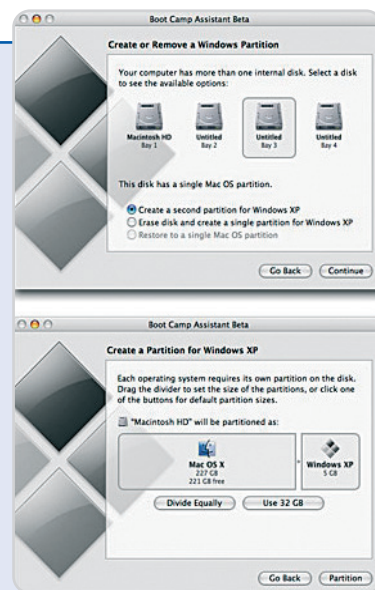 Boot Camp Assistant Beta
Create or Remove a Windows Partition
Your computer has more than one internal disk. Select a disk
to see the available options:
Macintosh HD Untitled Untitled Untitled
Bay 1 Bay 2 Bay 3 Bay 4
This disk has a single Mac OS partition.
Create a second partition for Windows XP
Erase disk and create a single partition for Windows XP
Restore to a single Mac OS partition
Go Back Continue
Boot Camp Assistant Beta
Create a Partition for Windows XP
Each operating system requires its own partition on the disk.
Drag the divider to set the size of the partitions, or click one
of the buttons for default partition sizes.
"Macintosh HD" will be partitioned as:
Mac OS X Windows XP
227 GB 5 GB
221 GB free
Divide Equally Use 32 GB
Go Back Partition